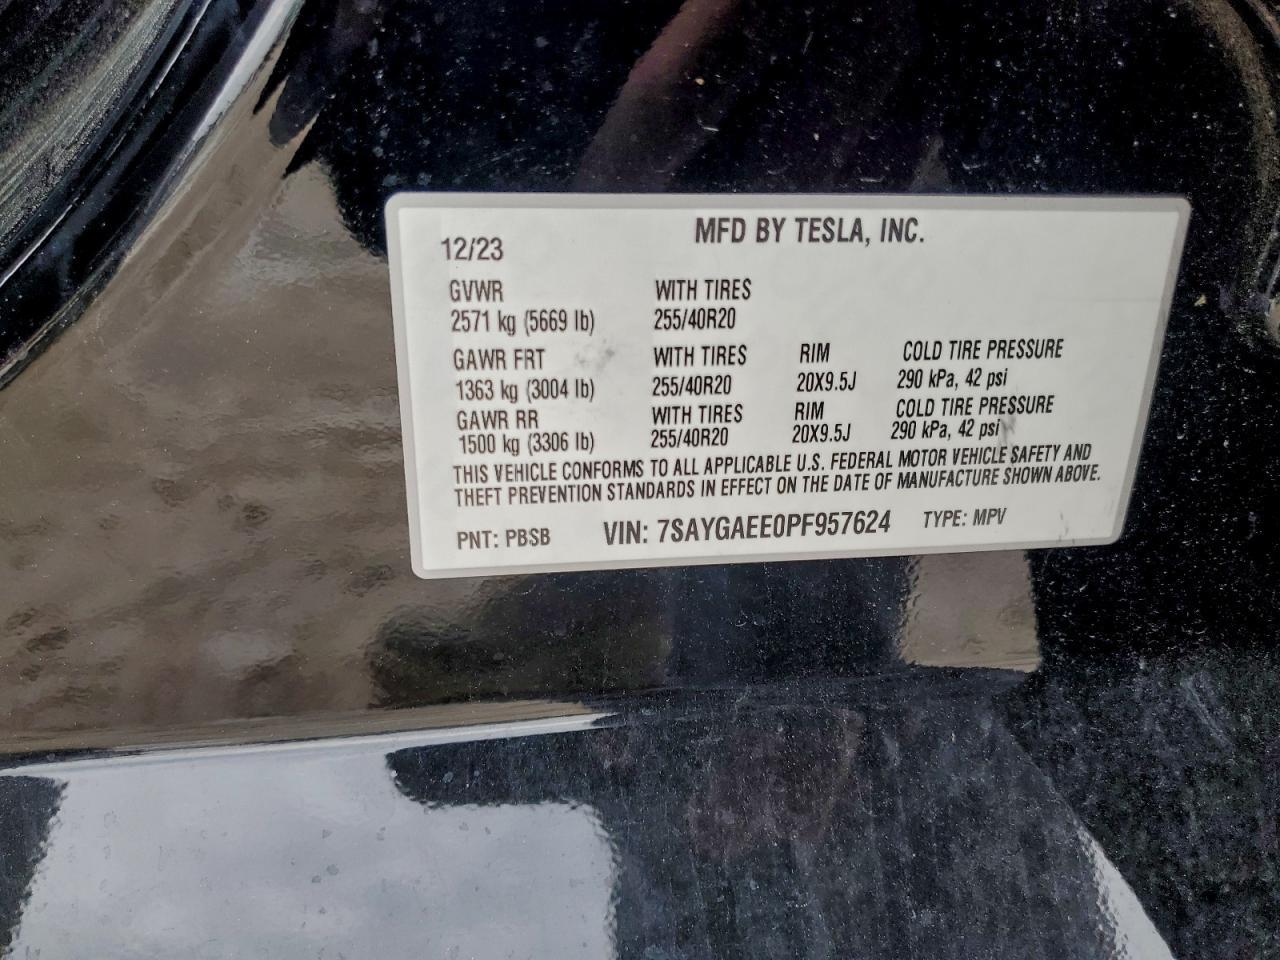 MFD BY TESLA, INC.
12/23
GVWR WITH TIRES
2571 kg (5669 lb) 255/40R20
GAWR FRT WITH TIRES RIM COLD TIRE PRESSURE
1363 kg (3004 lb) 255/40R20 20X9.5J 290 kPa, 42 psi
GAWR RR WITH TIRES RIM COLD TIRE PRESSURE
1500 kg (3306 lb) 255/40R20 20X9.5J 290 kPa, 42 psi
THIS VEHICLE CONFORMS TO ALL APPLICABLE U.S. FEDERAL MOTOR VEHICLE SAFETY AND
THEFT PREVENTION STANDARDS IN EFFECT ON THE DATE OF MANUFACTURE SHOWN ABOVE.
PNT: PBSB VIN: 7SAYGAEE0PF957624 TYPE: MPV